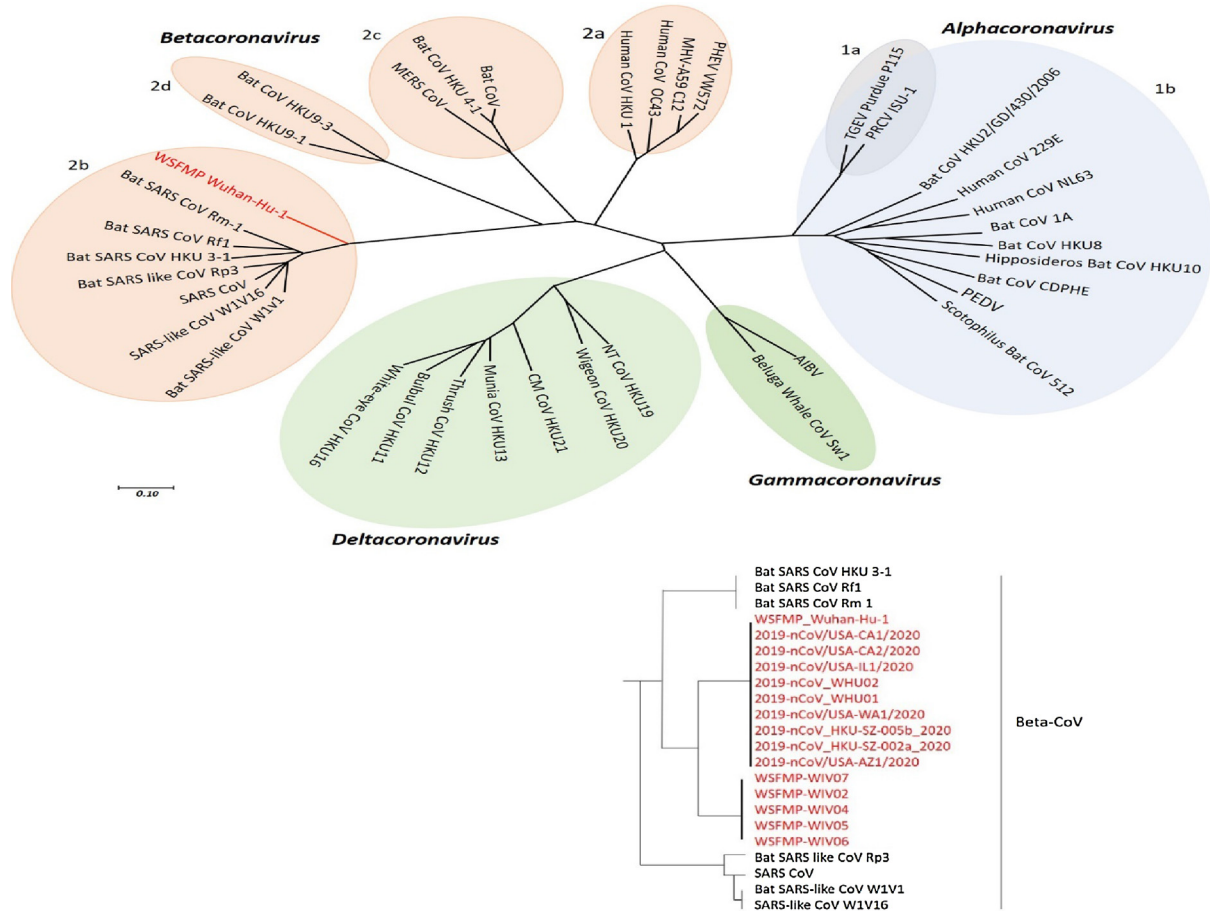 Betacoronavirus
2d
Bat CoV HKU9-3
Bat CoV HKU9-1
2c
MERS CoV
Bat CoV HKU 4-1
Bat CoV
2a
Human CoV HKU 1
Human CoV OC43
MHV-A59 C12
PHEV VW572
Alphacoronavirus
1a
TGEV Purdue P115
PRCV ISU-1
1b
Bat CoV HKU2/GD/430/2006
Human CoV 229E
Human CoV NL63
Bat CoV 1A
Bat CoV HKU8
Hipposideros Bat CoV HKU10
Bat CoV CDPHE
PEDV
Scotophilus Bat CoV 512
2b
WSFMP Wuhan-Hu-1
Bat SARS CoV Rm-1
Bat SARS CoV Rf1
Bat SARS CoV HKU 3-1
Bat SARS like CoV Rp3
SARS CoV
SARS-like CoV W1V16
Bat SARS-like CoV W1v1
White-eye CoV HKU16
Bulbul CoV HKU11
Thrush CoV HKU12
Munia CoV HKU13
CM CoV HKU21
Wigeon CoV HKU20
NT CoV HKU19
Deltacoronavirus
AIBV
Beluga Whale CoV Sw1
Gammacoronavirus
0.10
Bat SARS CoV HKU 3-1
Bat SARS CoV Rf1
Bat SARS CoV Rm 1
WSFMP_Wuhan-Hu-1
2019-nCoV/USA-CA1/2020
2019-nCoV/USA-CA2/2020
2019-nCoV/USA-IL1/2020
2019-nCoV_WHU02
2019-nCoV_WHU01
2019-nCoV/USA-WA1/2020
2019-nCoV_HKU-SZ-005b_2020
2019-nCoV_HKU-SZ-002a_2020
2019-nCoV/USA-AZ1/2020
WSFMP-WIV07
WSFMP-WIV02
WSFMP-WIV04
WSFMP-WIV05
WSFMP-WIV06
Bat SARS like CoV Rp3
SARS CoV
Bat SARS-like CoV W1V1
SARS-like CoV W1V16
Beta-CoV